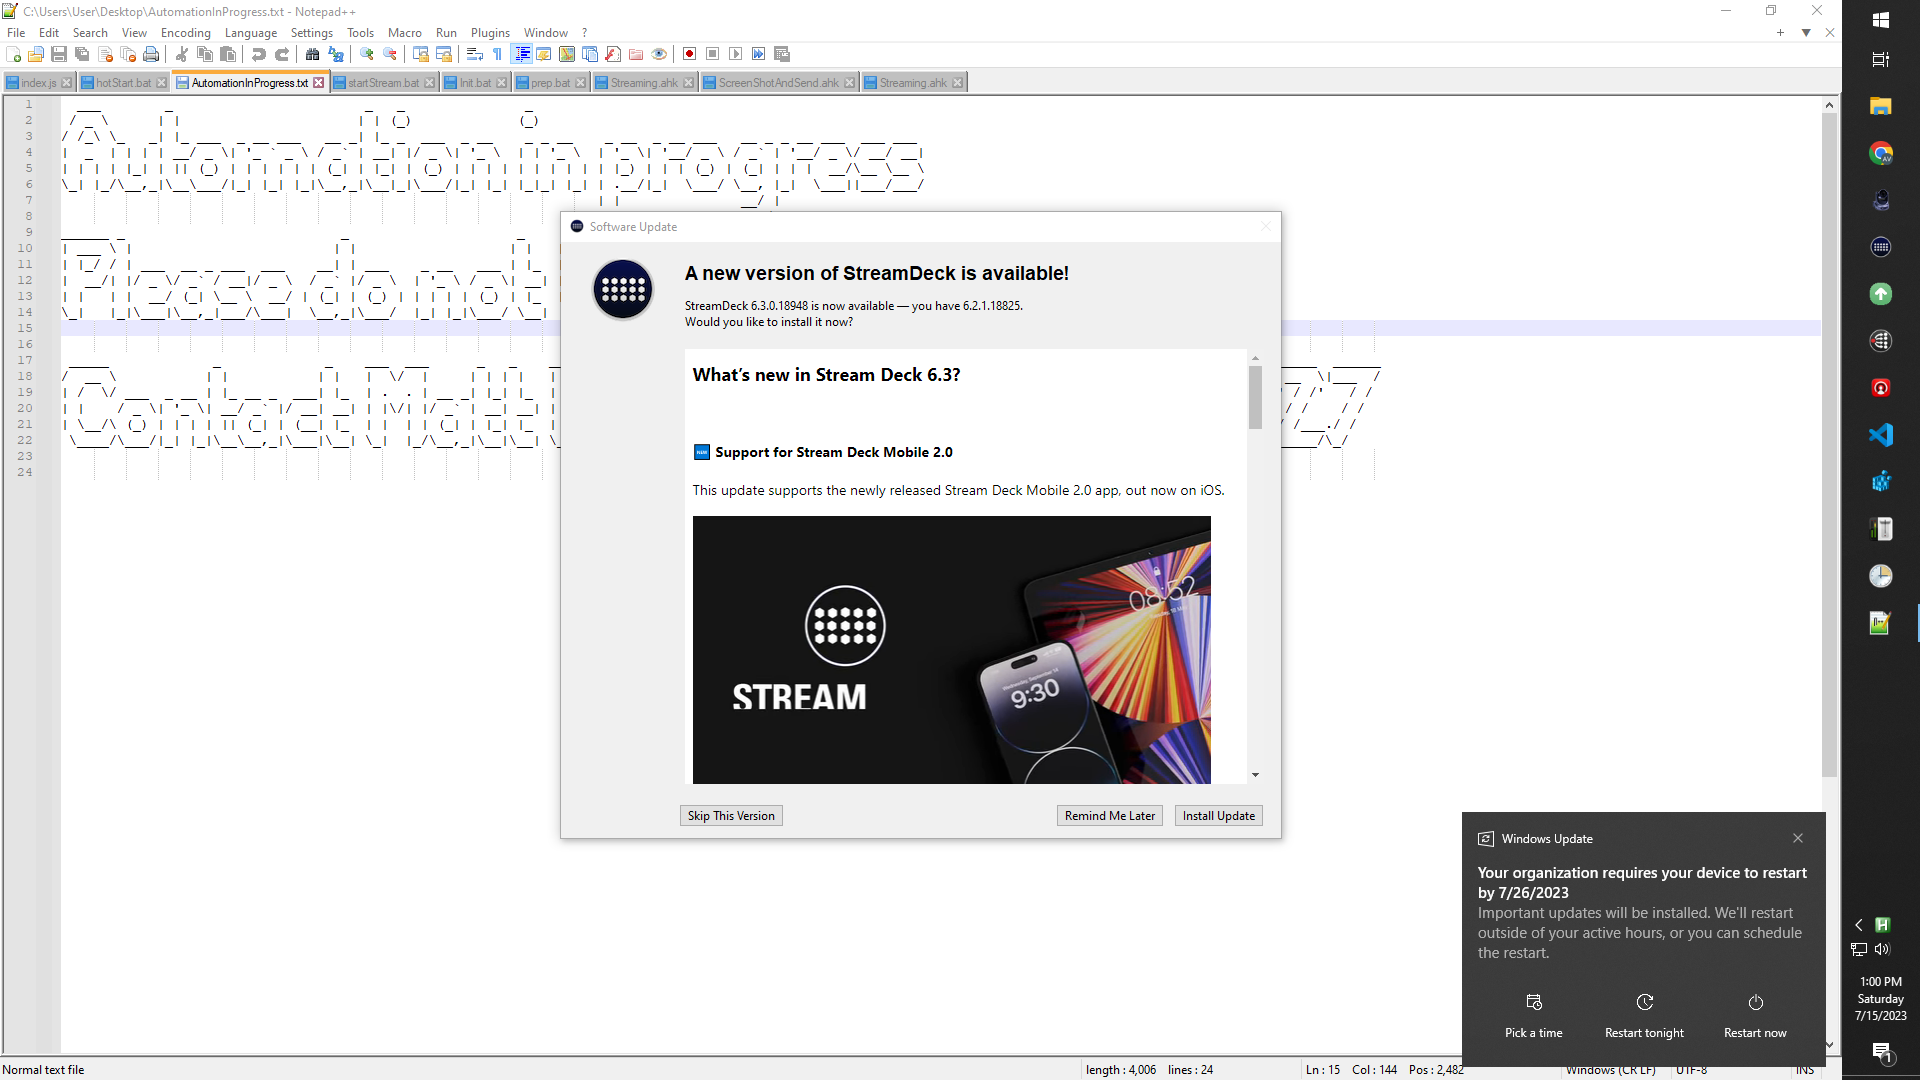 C:\Users\User\Desktop\AutomationInProgress.txt - Notepad++
File Edit Search View Encoding Language Settings Tools Macro Run Plugins Window ?
index.js hotStart.bat AutomationInProgress.txt startStream.bat Init.bat prep.bat Streaming.ahk ScreenShotAndSend.ahk Streaming.ahk
1
2
3
4
5
6
7
8
9
10
11
12
13
14
15
16
17
18
19
20
21
22
23
24
Automation in progress
Please do not
Contact Matt
Software Update
A new version of StreamDeck is available!
StreamDeck 6.3.0.18948 is now available — you have 6.2.1.18825.
Would you like to install it now?
What's new in Stream Deck 6.3?
NEW Support for Stream Deck Mobile 2.0
This update supports the newly released Stream Deck Mobile 2.0 app, out now on iOS.
STREAM
08:52
9:30
Skip This Version Remind Me Later Install Update
Windows Update
Your organization requires your device to restart
by 7/26/2023
Important updates will be installed. We'll restart
outside of your active hours, or you can schedule
the restart.
Pick a time Restart tonight Restart now
1:00 PM
Saturday
7/15/2023
1
Normal text file length : 4,006 lines : 24 Ln : 15 Col : 144 Pos : 2,482 Windows (CR LF) UTF-8 INS